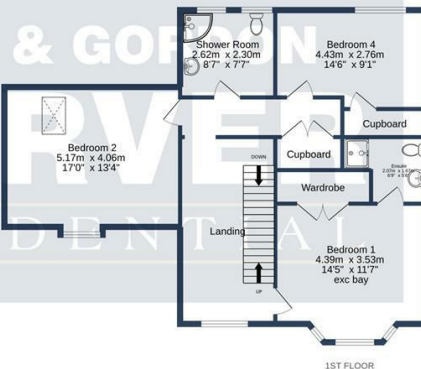 & GORDON
RVER
DENTIAL
Shower Room
2.62m x 2.30m
8'7" x 7'7"
Bedroom 4
4.43m x 2.76m
14'6" x 9'1"
Cupboard
Bedroom 2
5.17m x 4.06m
17'0" x 13'4"
DOWN
Cupboard
Ensuite
Wardrobe
Landing
Bedroom 1
4.39m x 3.53m
14'5" x 11'7"
exc bay
UP
1ST FLOOR